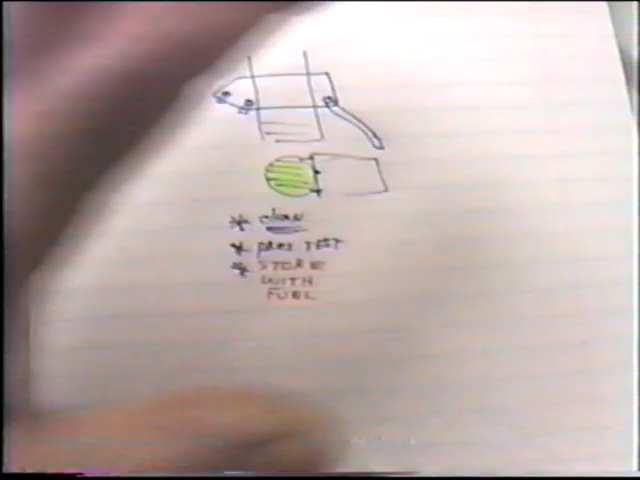 * clean
* pres TEST
* STORE
WITH
FUEL